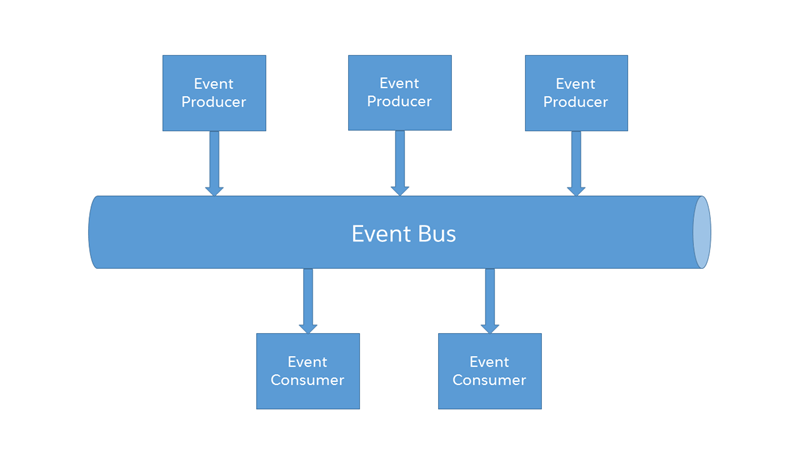 Event
Producer
Event
Producer
Event
Producer
Event Bus
Event
Consumer
Event
Consumer